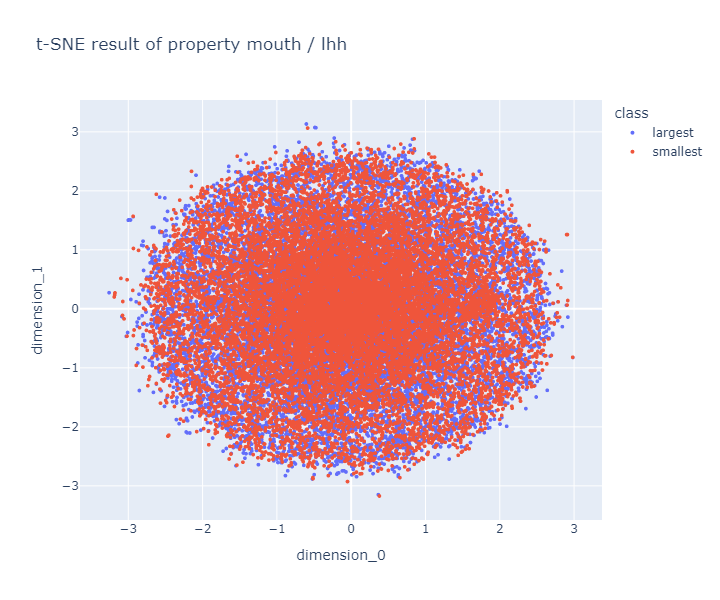 t-SNE result of property mouth / lhh
class
largest
smallest
3
2
1
0
−1
−2
−3
dimension_1
−3
−2
−1
0
1
2
3
dimension_0